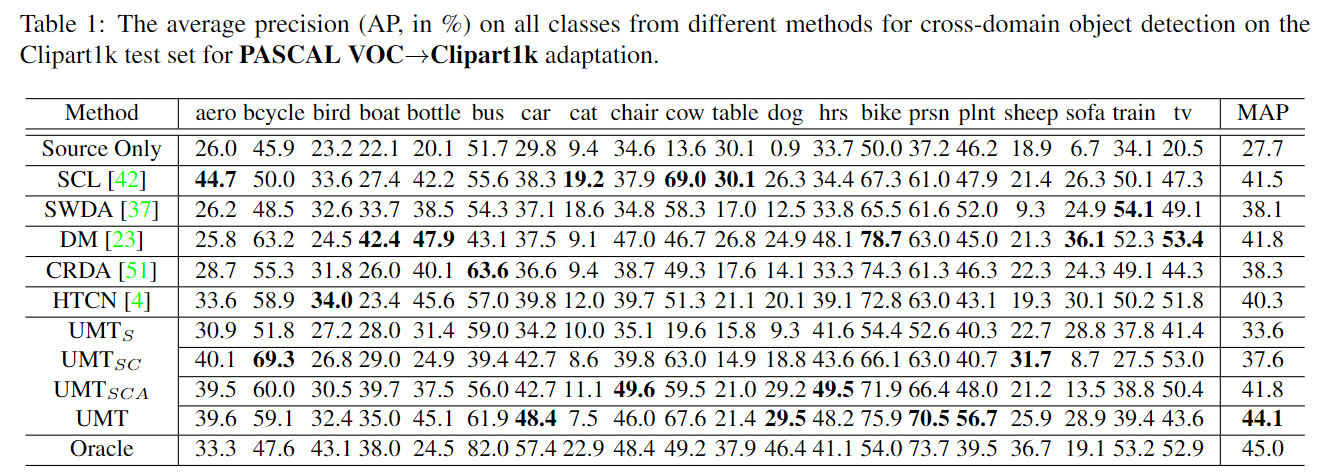 Table 1: The average precision (AP, in %) on all classes from different methods for cross-domain object detection on the
Clipart1k test set for PASCAL VOC→Clipart1k adaptation.
Method aero bcycle bird boat bottle bus car cat chair cow table dog hrs bike prsn plnt sheep sofa train tv MAP
Source Only 26.0 45.9 23.2 22.1 20.1 51.7 29.8 9.4 34.6 13.6 30.1 0.9 33.7 50.0 37.2 46.2 18.9 6.7 34.1 20.5 27.7
SCL [42] 44.7 50.0 33.6 27.4 42.2 55.6 38.3 19.2 37.9 69.0 30.1 26.3 34.4 67.3 61.0 47.9 21.4 26.3 50.1 47.3 41.5
SWDA [37] 26.2 48.5 32.6 33.7 38.5 54.3 37.1 18.6 34.8 58.3 17.0 12.5 33.8 65.5 61.6 52.0 9.3 24.9 54.1 49.1 38.1
DM [23] 25.8 63.2 24.5 42.4 47.9 43.1 37.5 9.1 47.0 46.7 26.8 24.9 48.1 78.7 63.0 45.0 21.3 36.1 52.3 53.4 41.8
CRDA [51] 28.7 55.3 31.8 26.0 40.1 63.6 36.6 9.4 38.7 49.3 17.6 14.1 33.3 74.3 61.3 46.3 22.3 24.3 49.1 44.3 38.3
HTCN [4] 33.6 58.9 34.0 23.4 45.6 57.0 39.8 12.0 39.7 51.3 21.1 20.1 39.1 72.8 63.0 43.1 19.3 30.1 50.2 51.8 40.3
UMT_S 30.9 51.8 27.2 28.0 31.4 59.0 34.2 10.0 35.1 19.6 15.8 9.3 41.6 54.4 52.6 40.3 22.7 28.8 37.8 41.4 33.6
UMT_SC 40.1 69.3 26.8 29.0 24.9 39.4 42.7 8.6 39.8 63.0 14.9 18.8 43.6 66.1 63.0 40.7 31.7 8.7 27.5 53.0 37.6
UMT_SCA 39.5 60.0 30.5 39.7 37.5 56.0 42.7 11.1 49.6 59.5 21.0 29.2 49.5 71.9 66.4 48.0 21.2 13.5 38.8 50.4 41.8
UMT 39.6 59.1 32.4 35.0 45.1 61.9 48.4 7.5 46.0 67.6 21.4 29.5 48.2 75.9 70.5 56.7 25.9 28.9 39.4 43.6 44.1
Oracle 33.3 47.6 43.1 38.0 24.5 82.0 57.4 22.9 48.4 49.2 37.9 46.4 41.1 54.0 73.7 39.5 36.7 19.1 53.2 52.9 45.0